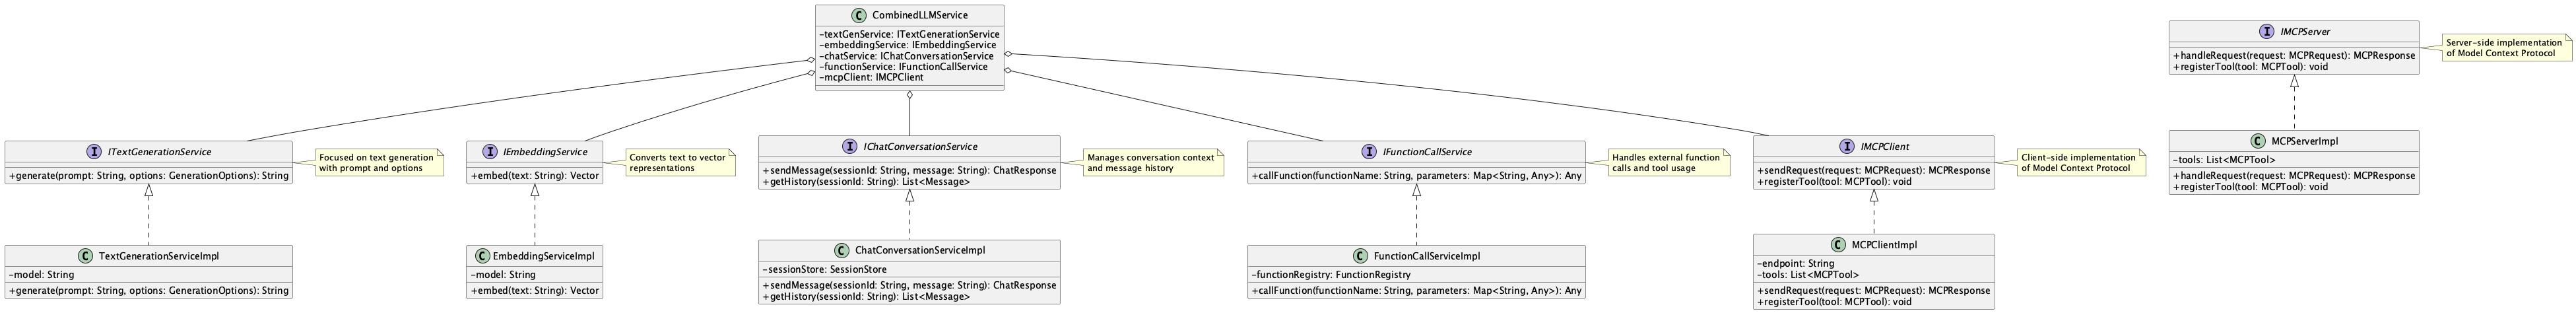 C CombinedLLMService
-textGenService: ITextGenerationService
-embeddingService: IEmbeddingService
-chatService: IChatConversationService
-functionService: IFunctionCallService
-mcpClient: IMCPClient
I IMCPServer
+handleRequest(request: MCPRequest): MCPResponse
+registerTool(tool: MCPTool): void
Server-side implementation
of Model Context Protocol
I ITextGenerationService
+generate(prompt: String, options: GenerationOptions): String
Focused on text generation
with prompt and options
I IEmbeddingService
+embed(text: String): Vector
Converts text to vector
representations
I IChatConversationService
+sendMessage(sessionId: String, message: String): ChatResponse
+getHistory(sessionId: String): List<Message>
Manages conversation context
and message history
I IFunctionCallService
+callFunction(functionName: String, parameters: Map<String, Any>): Any
Handles external function
calls and tool usage
I IMCPClient
+sendRequest(request: MCPRequest): MCPResponse
+registerTool(tool: MCPTool): void
Client-side implementation
of Model Context Protocol
C MCPServerImpl
-tools: List<MCPTool>
+handleRequest(request: MCPRequest): MCPResponse
+registerTool(tool: MCPTool): void
C TextGenerationServiceImpl
-model: String
+generate(prompt: String, options: GenerationOptions): String
C EmbeddingServiceImpl
-model: String
+embed(text: String): Vector
C ChatConversationServiceImpl
-sessionStore: SessionStore
+sendMessage(sessionId: String, message: String): ChatResponse
+getHistory(sessionId: String): List<Message>
C FunctionCallServiceImpl
-functionRegistry: FunctionRegistry
+callFunction(functionName: String, parameters: Map<String, Any>): Any
C MCPClientImpl
-endpoint: String
-tools: List<MCPTool>
+sendRequest(request: MCPRequest): MCPResponse
+registerTool(tool: MCPTool): void